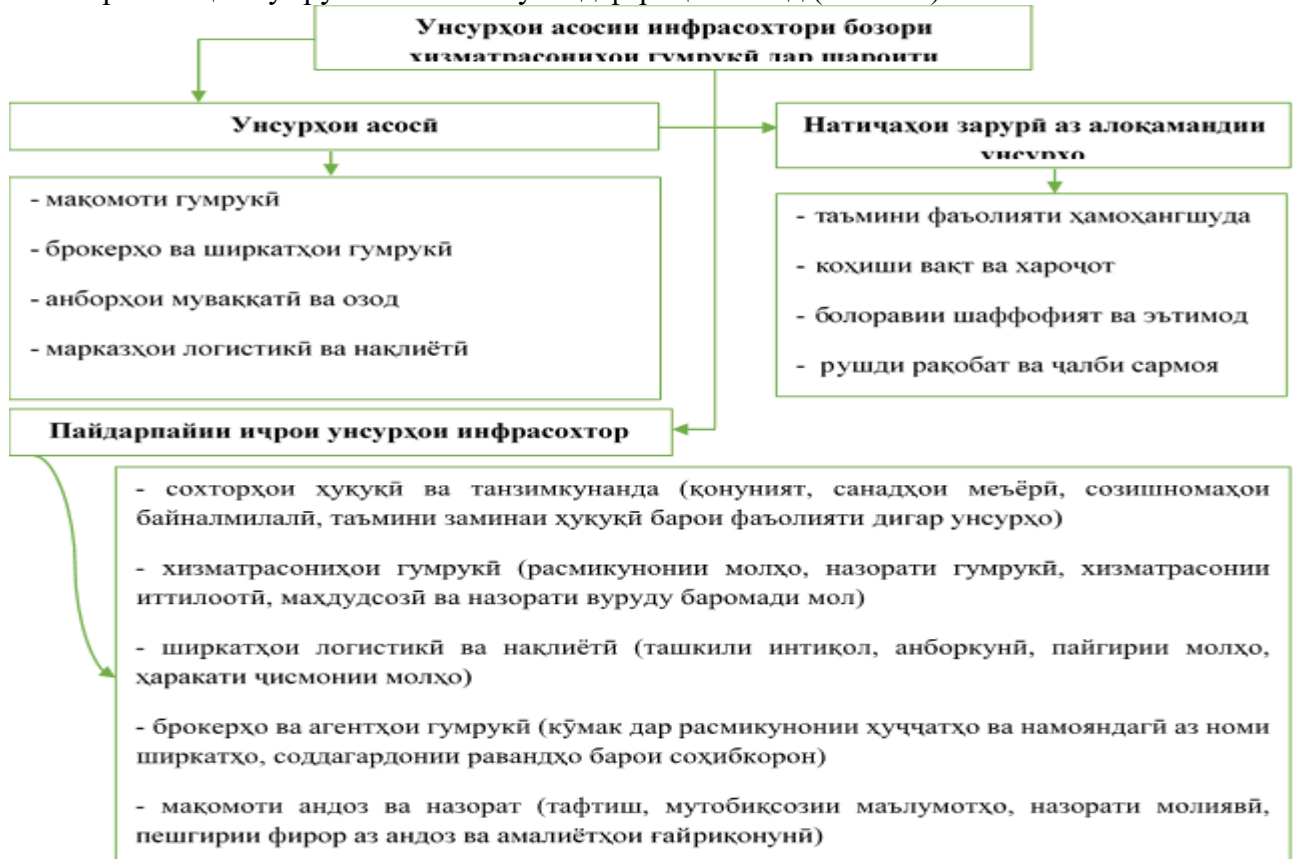 Унсурҳои асосии инфрасохтори бозори
хизматрасониҳои гумрукӣ дар шароити
Унсурҳои асосӣ
Натиҷаҳои зарурӣ аз алоқамандии
унсурҳо
- мақомоти гумрукӣ
- брокерҳо ва ширкатҳои гумрукӣ
- анборҳои муваққатӣ ва озод
- марказҳои логистикӣ ва нақлиётӣ
- таъмини фаъолияти ҳамоҳангшуда
- коҳиши вақт ва хароҷот
- болоравии шаффофият ва эътимод
- рушди рақобат ва ҷалби сармоя
Пайдарпайии иҷрои унсурҳои инфрасохтор
- сохторҳои ҳуқуқӣ ва танзимкунанда (қонуният, санадҳои меъёрӣ, созишномаҳои
байналмилалӣ, таъмини заминаи ҳуқуқӣ барои фаъолияти дигар унсурҳо)
- хизматрасониҳои гумрукӣ (расмикунонии молҳо, назорати гумрукӣ, хизматрасонии
иттилоотӣ, маҳдудсозӣ ва назорати вуруду баромади мол)
- ширкатҳои логистикӣ ва нақлиётӣ (ташкили интиқол, анборкунӣ, пайгирии молҳо,
ҳаракати ҷисмонии молҳо)
- брокерҳо ва агентҳои гумрукӣ (кӯмак дар расмикунонии ҳуҷҷатҳо ва намояндагӣ аз номи
ширкатҳо, соддагардонии равандҳо барои соҳибкорон)
- мақомоти андоз ва назорат (тафтиш, мутобиқсозии маълумотҳо, назорати молиявӣ,
пешгирии фирор аз андоз ва амалиётҳои ғайриқонунӣ)